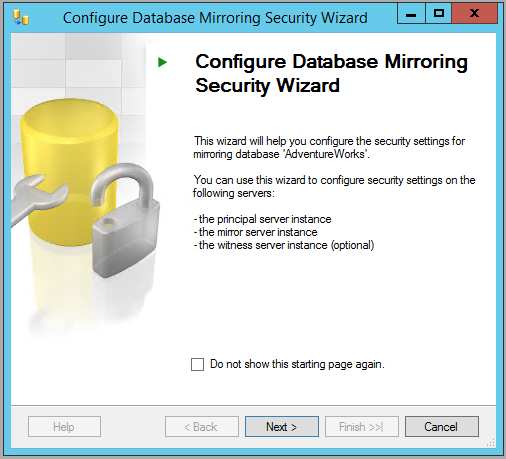 Configure Database Mirroring Security Wizard
Configure Database Mirroring
Security Wizard
This wizard will help you configure the security settings for
mirroring database 'AdventureWorks'.
You can use this wizard to configure security settings on the
following servers:
- the principal server instance
- the mirror server instance
- the witness server instance (optional)
Do not show this starting page again.
Help
< Back
Next >
Finish >>|
Cancel